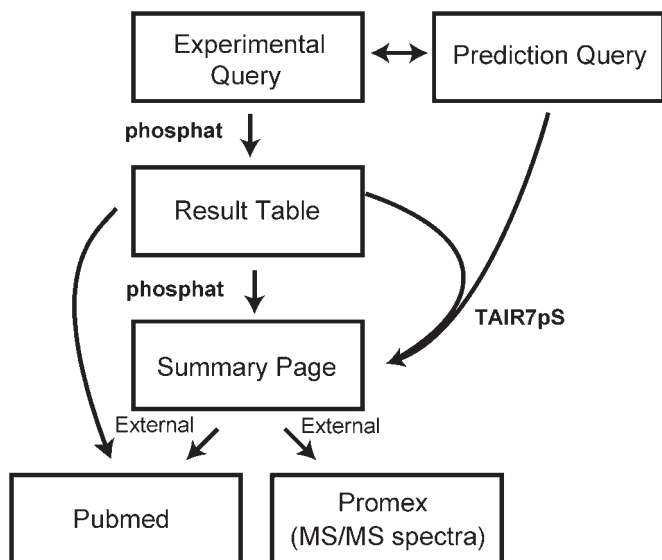 Experimental
Query
Prediction Query
phosphat
Result Table
phosphat
TAIR7pS
Summary Page
External
External
Pubmed
Promex
(MS/MS spectra)